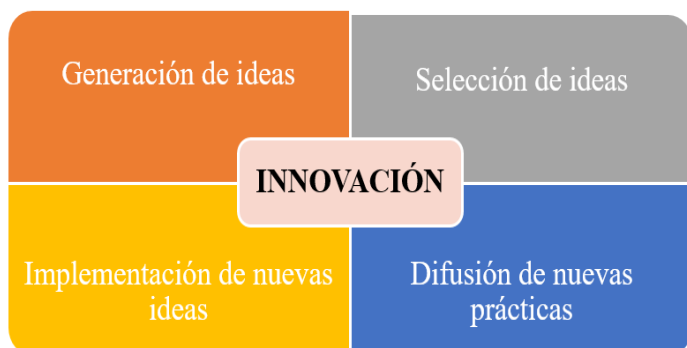 Generación de ideas
Selección de ideas
INNOVACIÓN
Implementación de nuevas
ideas
Difusión de nuevas
prácticas